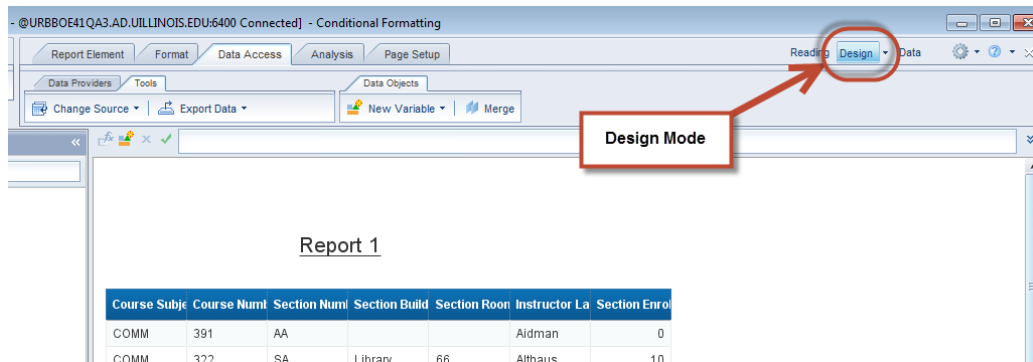 - @URBBOE41QA3.AD.UILLINOIS.EDU:6400 Connected] - Conditional Formatting
Report Element Format Data Access Analysis Page Setup Reading Design Data
Data Providers Tools Data Objects
Change Source Export Data New Variable Merge
Design Mode
Report 1
Course Subje Course Numb Section Numl Section Build Section Roon Instructor La Section Enrol
COMM 391 AA Aidman 0
COMM 322 SA Library 66 Althaus 10